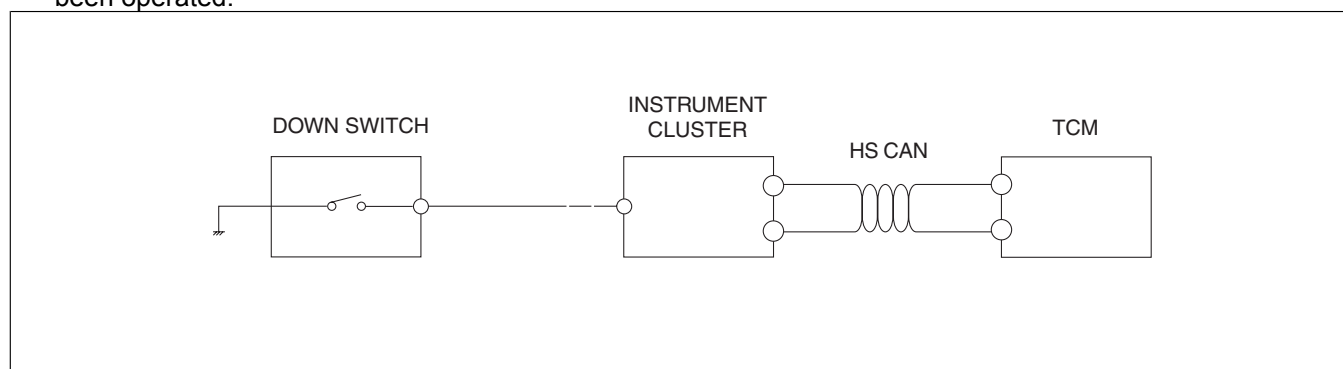 been operated.
INSTRUMENT
CLUSTER
DOWN SWITCH
HS CAN
TCM